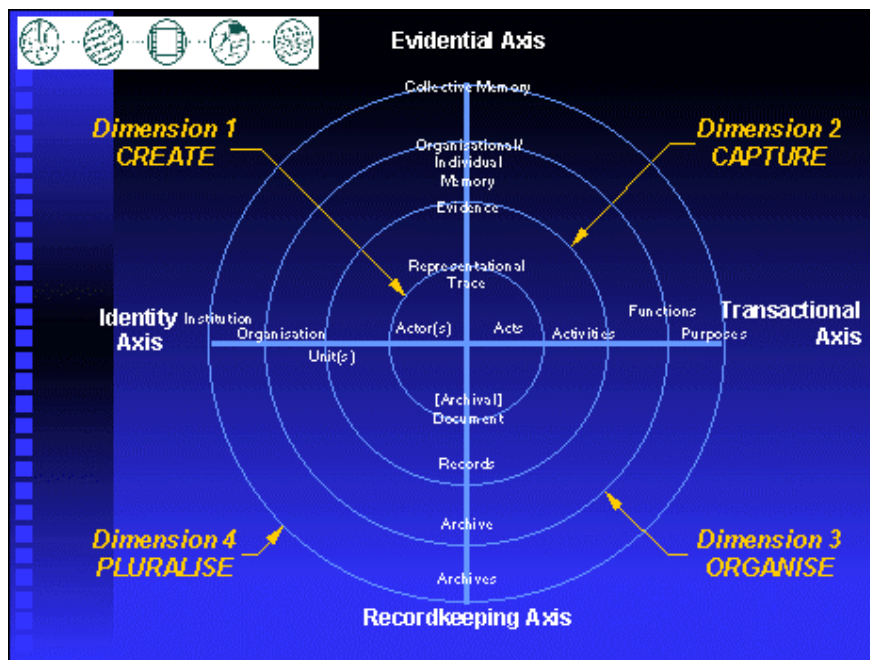 Evidential Axis
Collective Memory
Dimension 1
CREATE
Dimension 2
CAPTURE
Organisational/
Individual
Memory
Evidence
Representational
Trace
Identity
Axis
Institution
Organisation
Unit(s)
Actor(s)
Acts
Activities
Functions
Purposes
Transactional
Axis
[Archival]
Document
Records
Archive
Archives
Dimension 4
PLURALISE
Dimension 3
ORGANISE
Recordkeeping Axis